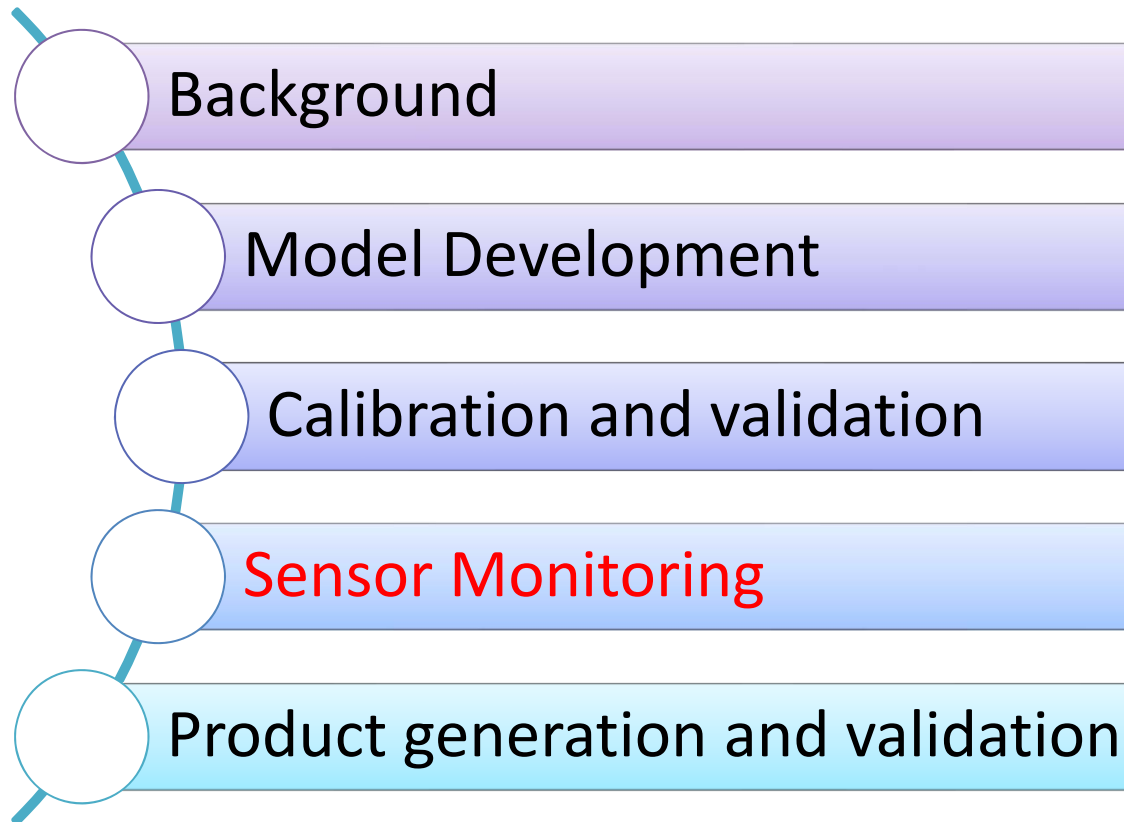 Background
Model Development
Calibration and validation
Sensor Monitoring
Product generation and validation